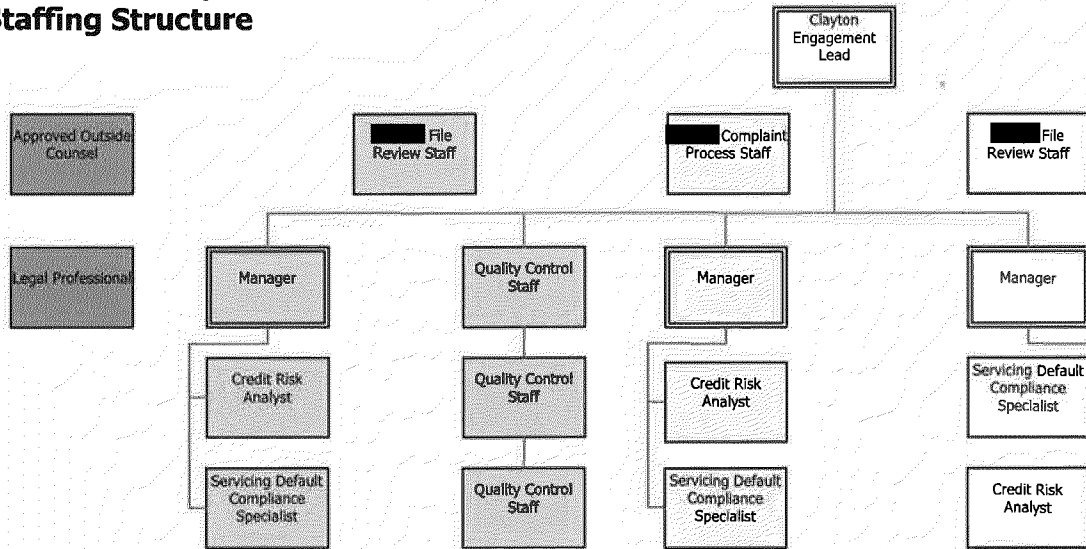 Staffing Structure
Clayton
Engagement
Lead
Approved Outside
Counsel
File
Review Staff
Complaint
Process Staff
File
Review Staff
Legal Professional
Manager
Quality Control
Staff
Manager
Manager
Credit Risk
Analyst
Quality Control
Staff
Credit Risk
Analyst
Servicing Default
Compliance
Specialist
Servicing Default
Compliance
Specialist
Quality Control
Staff
Servicing Default
Compliance
Specialist
Credit Risk
Analyst